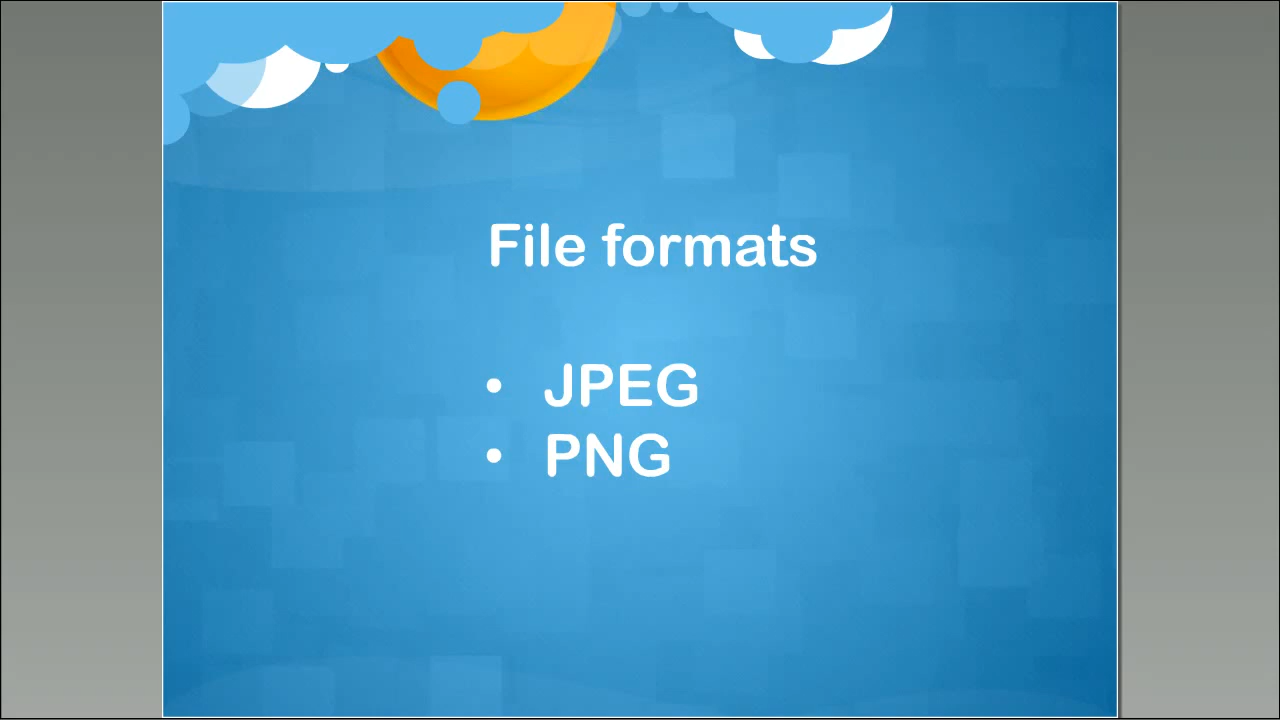 File formats
• JPEG
• PNG